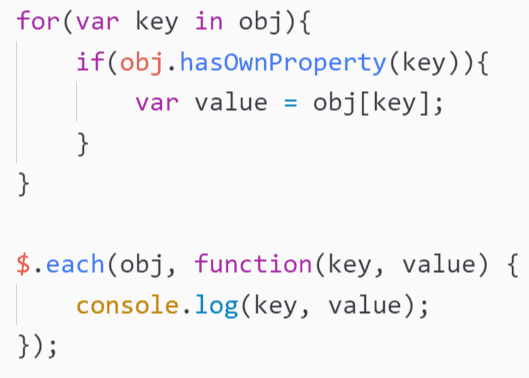 for(var key in obj){
    if(obj.hasOwnProperty(key)){
        var value = obj[key];
    }
}

$.each(obj, function(key, value) {
    console.log(key, value);
});